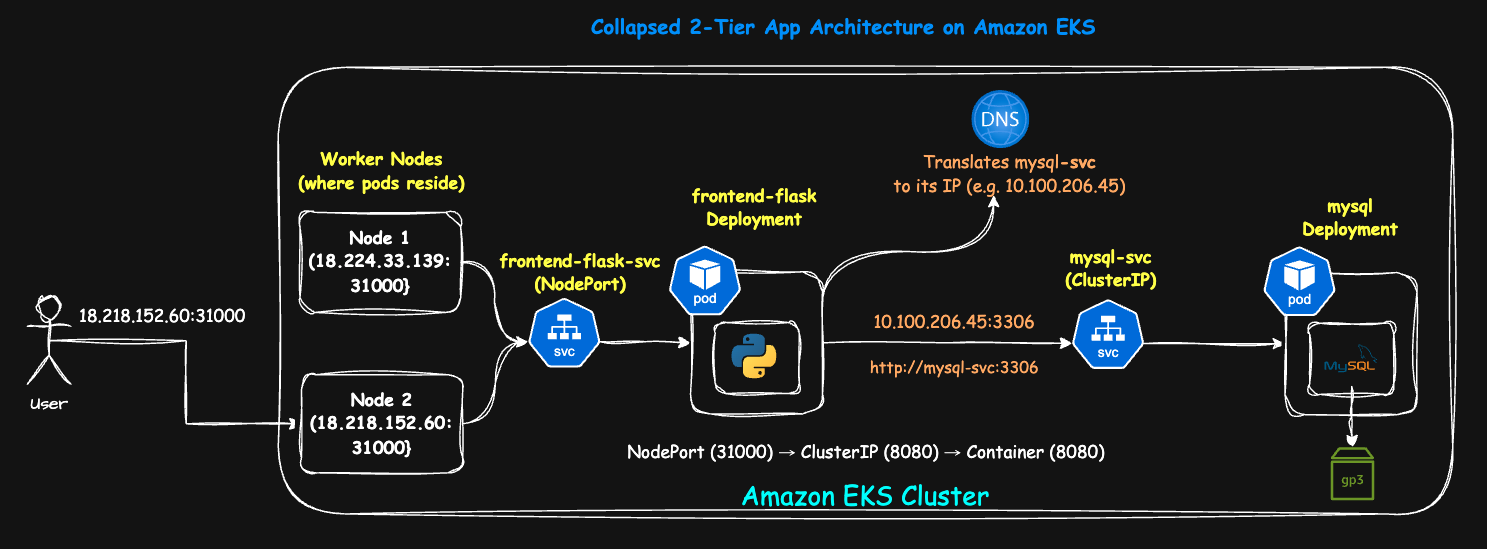 Collapsed 2-Tier App Architecture on Amazon EKS
DNS
Translates mysql-svc
to its IP (e.g. 10.100.206.45)
Worker Nodes
(where pods reside)
Node 1
(18.224.33.139:
31000}
Node 2
(18.218.152.60:
31000}
18.218.152.60:31000
User
frontend-flask-svc
(NodePort)
svc
frontend-flask
Deployment
pod
10.100.206.45:3306
http://mysql-svc:3306
mysql-svc
(ClusterIP)
svc
mysql
Deployment
pod
MySQL
gp3
NodePort (31000) → ClusterIP (8080) → Container (8080)
Amazon EKS Cluster